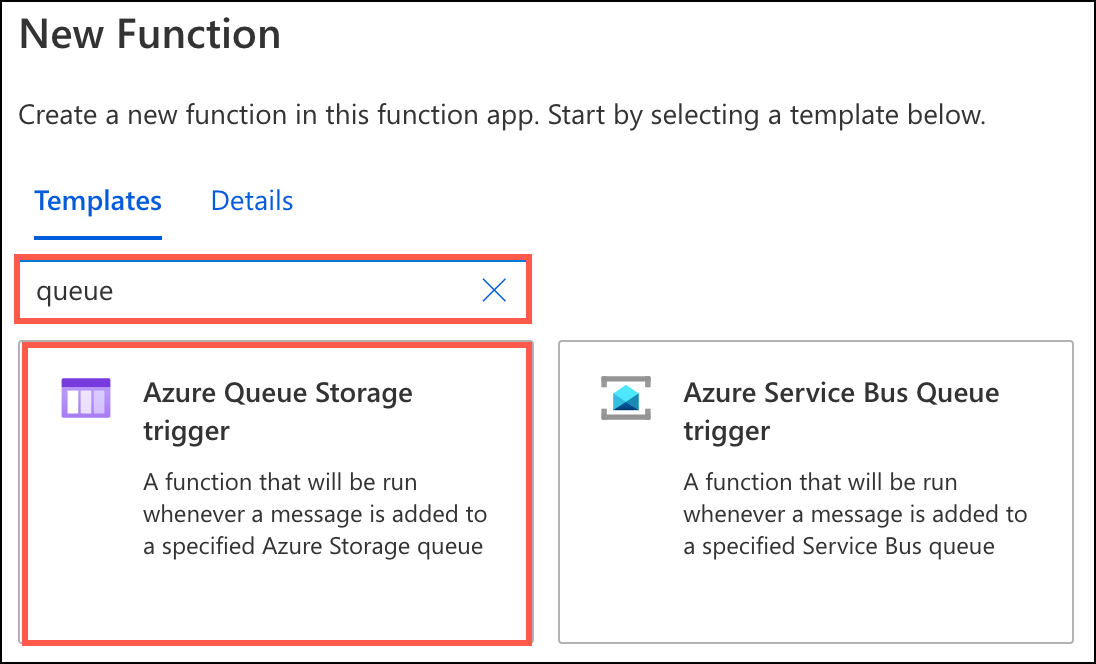 New Function
Create a new function in this function app. Start by selecting a template below.
Templates
Details
queue
Azure Queue Storage
trigger
A function that will be run
whenever a message is added to
a specified Azure Storage queue
Azure Service Bus Queue
trigger
A function that will be run
whenever a message is added to
a specified Service Bus queue